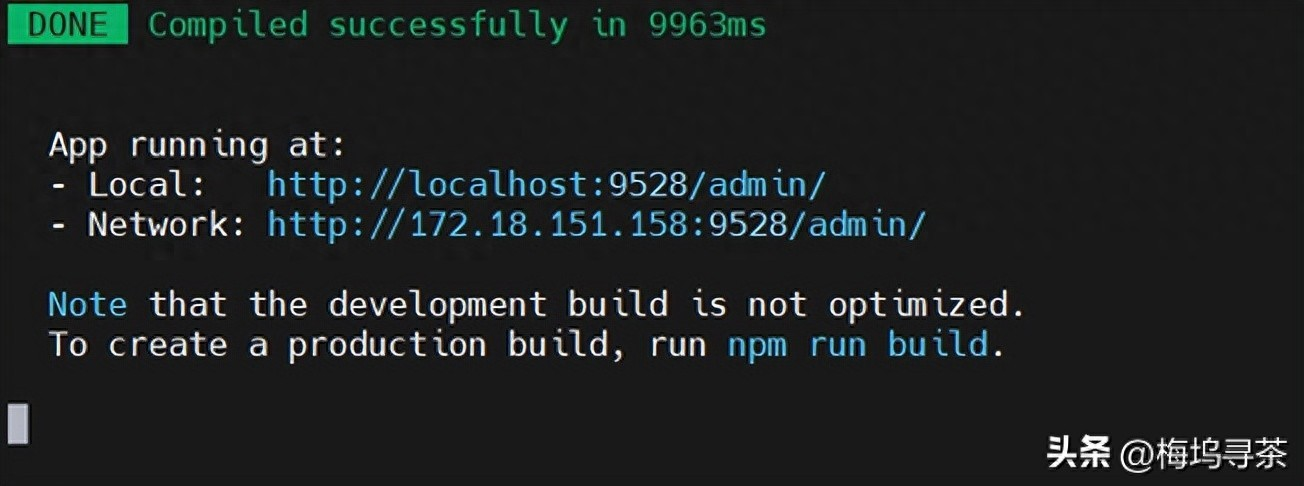 DONE Compiled successfully in 9963ms
App running at:
- Local: http://localhost:9528/admin/
- Network: http://172.18.151.158:9528/admin/
Note that the development build is not optimized.
To create a production build, run npm run build.
头条 @梅坞寻茶